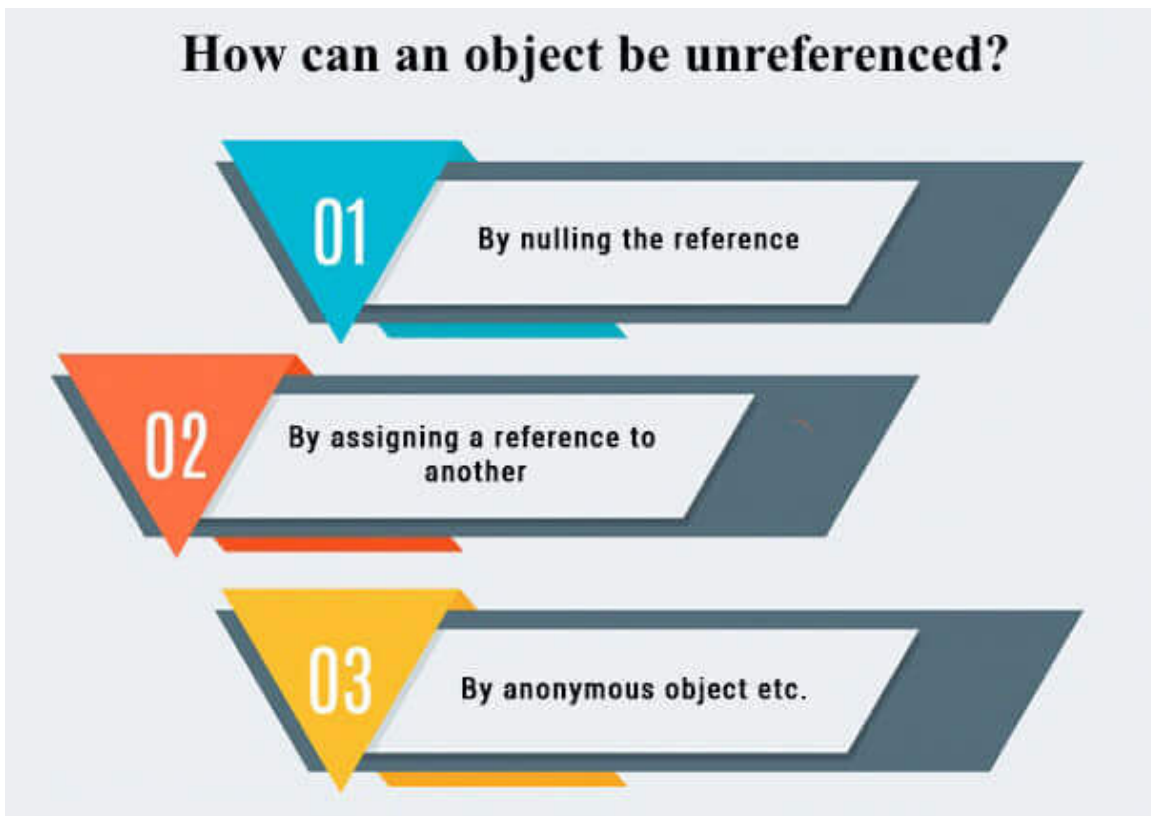 How can an object be unreferenced?
01
By nulling the reference
02
By assigning a reference to
another
03
By anonymous object etc.